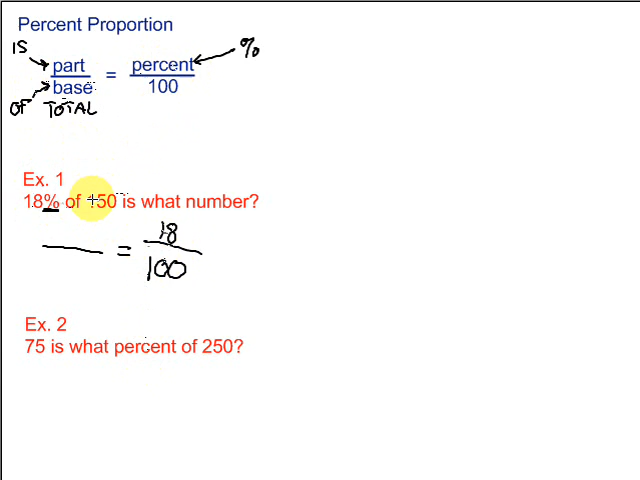 Percent Proportion
IS
part = percent %
base 100
OF TOTAL
Ex. 1
18% of 150 is what number?
= 18
100
Ex. 2
75 is what percent of 250?